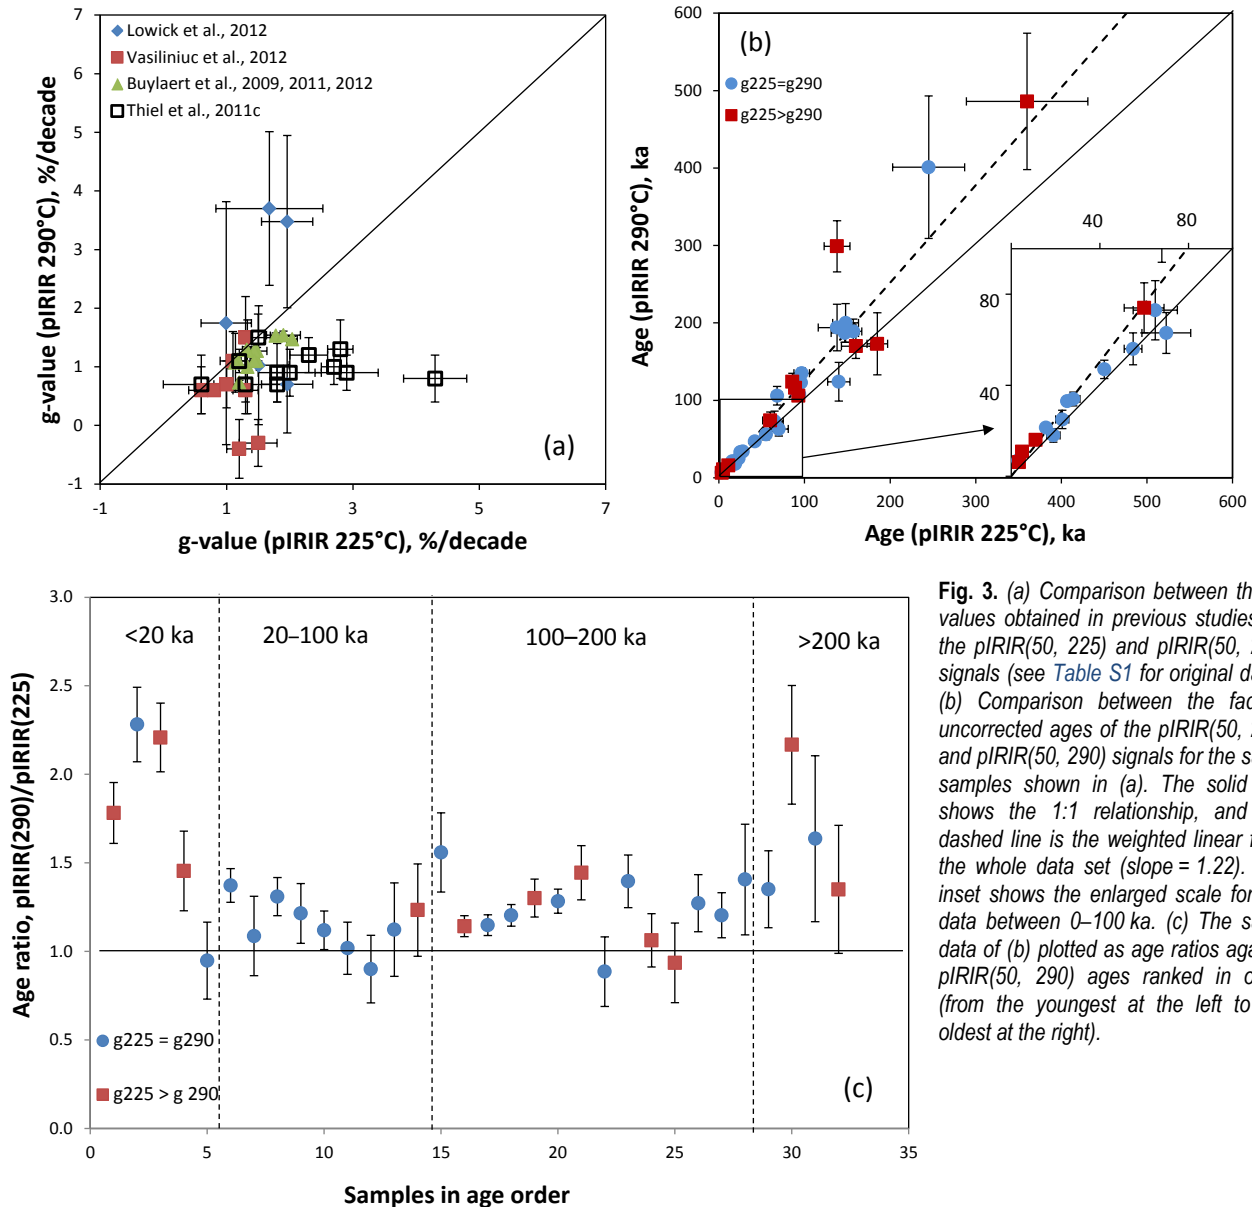 7
6
5
4
3
2
1
0
-1
-1
1
3
5
7
g-value (pIRIR 290°C), %/decade
g-value (pIRIR 225°C), %/decade
Lowick et al., 2012
Vasiliniuc et al., 2012
Buylaert et al., 2009, 2011, 2012
Thiel et al., 2011c
(a)
600
500
400
300
200
100
0
0
100
200
300
400
500
600
Age (pIRIR 290°C), ka
Age (pIRIR 225°C), ka
(b)
g225=g290
g225>g290
40
80
80
40
3.0
2.5
2.0
1.5
1.0
0.5
0.0
0
5
10
15
20
25
30
35
Age ratio, pIRIR(290)/pIRIR(225)
Samples in age order
<20 ka
20–100 ka
100–200 ka
>200 ka
g225 = g290
g225 > g 290
(c)
Fig. 3. (a) Comparison between th
values obtained in previous studies
the pIRIR(50, 225) and pIRIR(50,
signals (see Table S1 for original da
(b) Comparison between the fad
uncorrected ages of the pIRIR(50,
and pIRIR(50, 290) signals for the s
samples shown in (a). The solid
shows the 1:1 relationship, and
dashed line is the weighted linear f
the whole data set (slope = 1.22).
inset shows the enlarged scale for
data between 0–100 ka. (c) The s
data of (b) plotted as age ratios aga
pIRIR(50, 290) ages ranked in o
(from the youngest at the left to
oldest at the right).